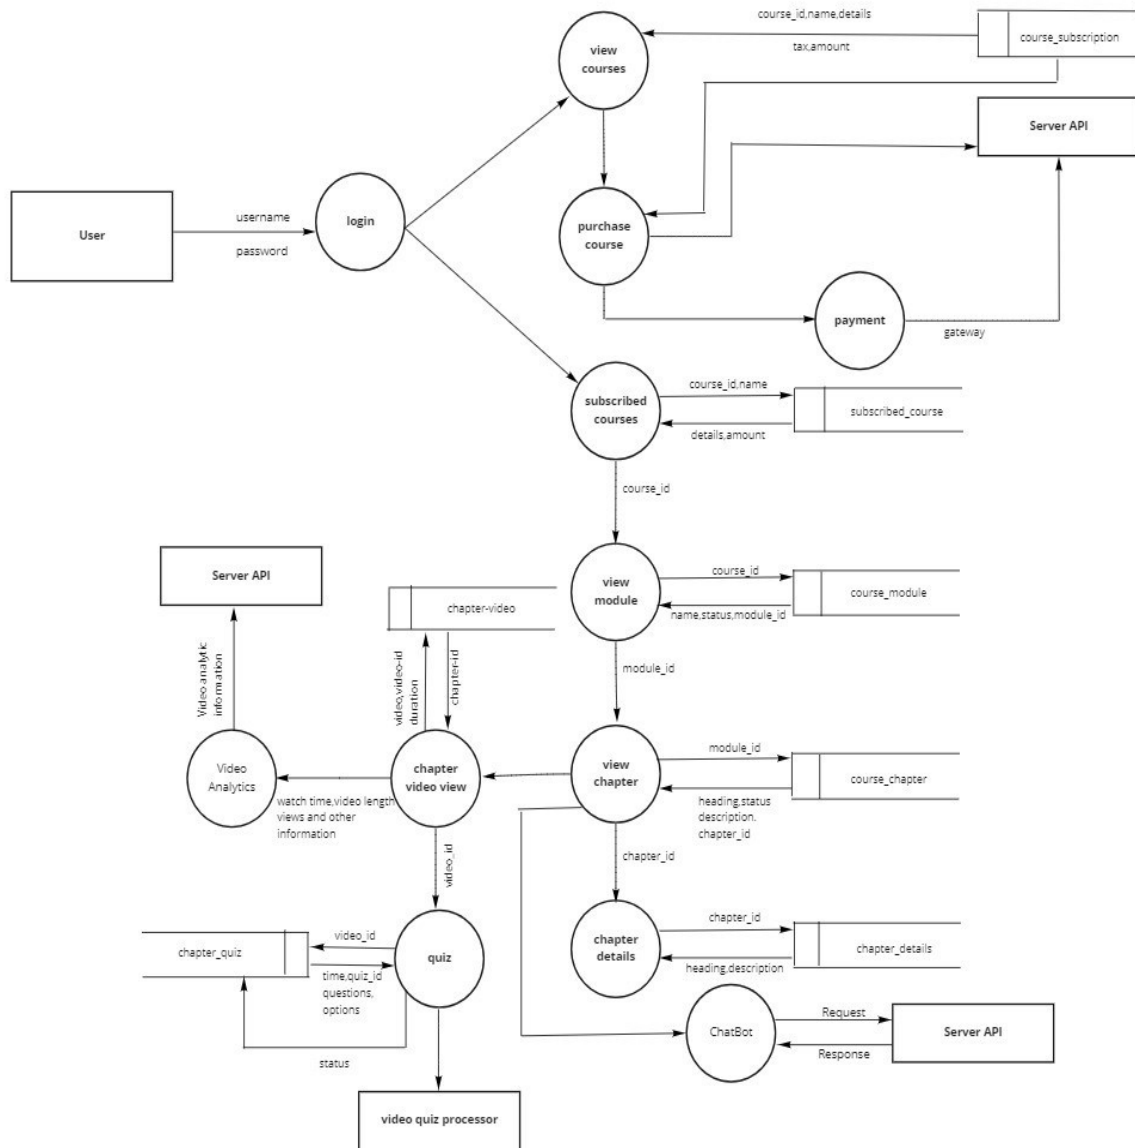 course_id,name,details
view
courses
tax,amount
course_subscription
Server API
User
username
password
login
purchase
course
payment
gateway
subscribed
courses
course_id,name
details,amount
subscribed_course
course_id
Server API
chapter-video
view
module
course_id
name,status,module_id
course_module
Video analytic
information
video,video-id
duration
chapter-id
module_id
Video
Analytics
chapter
video view
view
chapter
module_id
course_chapter
watch time,video length
views and other
information
heading,status
description.
chapter_id
video_id
chapter_id
chapter_quiz
video_id
time,quiz_id
questions,
options
quiz
chapter
details
chapter_id
heading,description
chapter_details
status
ChatBot
Request
Response
Server API
video quiz processor